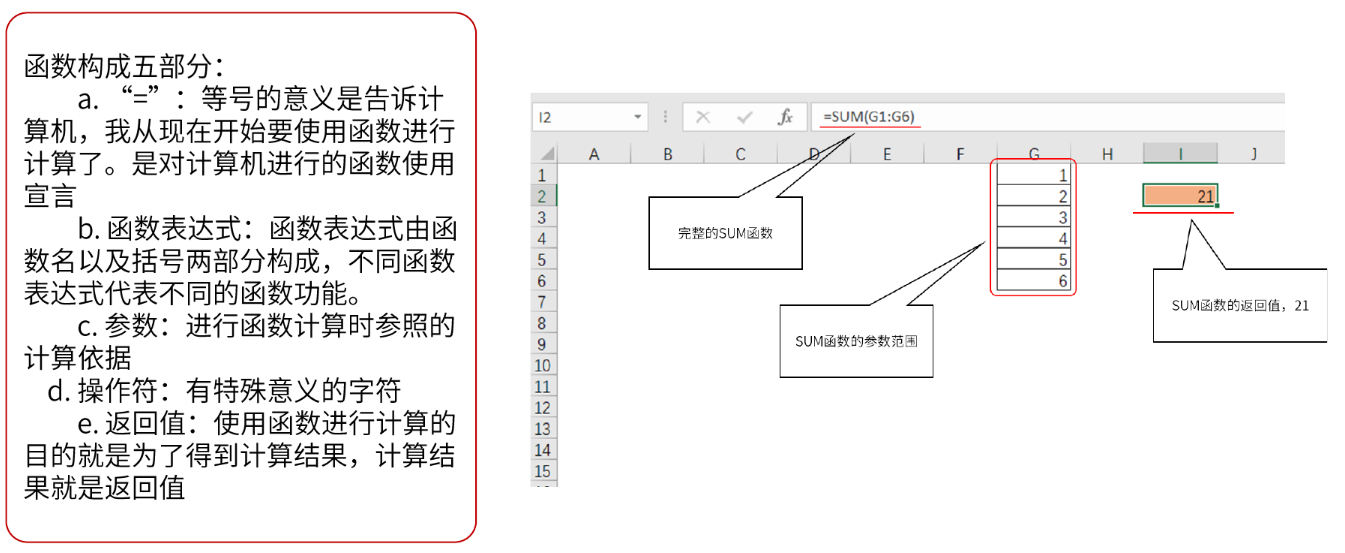 函数构成五部分：
a. “=”：等号的意义是告诉计
算机，我从现在开始要使用函数进行
计算了。是对计算机进行的函数使用
宣言
b. 函数表达式：函数表达式由函
数名以及括号两部分构成，不同函数
表达式代表不同的函数功能。
c. 参数：进行函数计算时参照的
计算依据
d. 操作符：有特殊意义的字符
e. 返回值：使用函数进行计算的
目的就是为了得到计算结果，计算结
果就是返回值
I2 fx =SUM(G1:G6)
A B C D E F G H I J
1 1
2 2 21
3 3
4 4
5 5
6 6
7
8
9
10
11
12
13
14
15
完整的SUM函数
SUM函数的参数范围
SUM函数的返回值，21